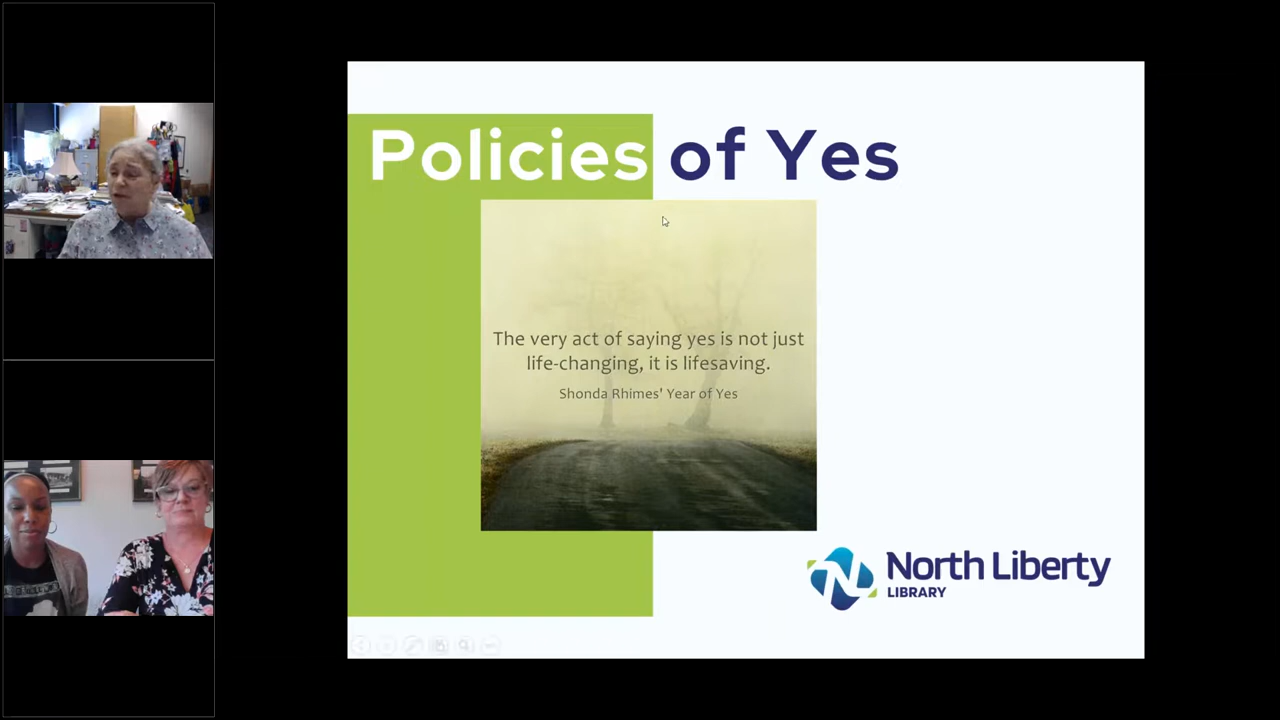 Policies of Yes
The very act of saying yes is not just
life-changing, it is lifesaving.
Shonda Rhimes' Year of Yes
North Liberty
LIBRARY